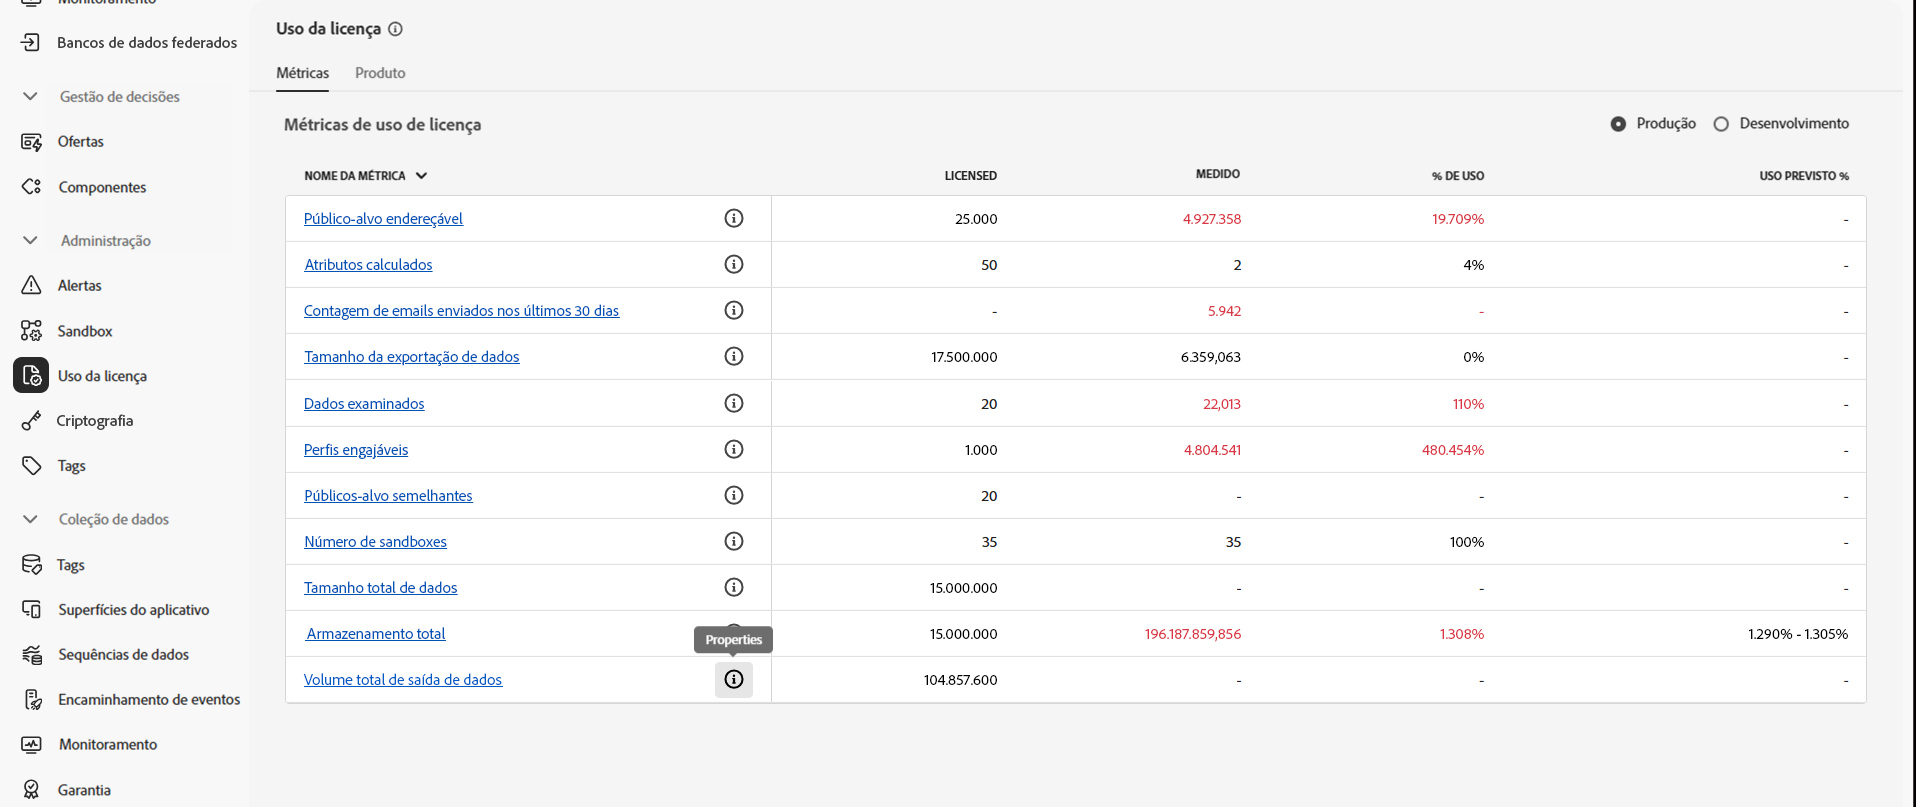 Monitoramento
Bancos de dados federados
Gestão de decisões
Ofertas
Componentes
Administração
Alertas
Sandbox
Uso da licença
Criptografia
Tags
Coleção de dados
Tags
Superfícies do aplicativo
Sequências de dados
Encaminhamento de eventos
Monitoramento
Garantia
Uso da licença
Métricas Produto
Métricas de uso de licença
Produção Desenvolvimento
NOME DA MÉTRICA LICENSED MEDIDO % DE USO USO PREVISTO %
Público-alvo endereçável 25.000 4.927.358 19.709% -
Atributos calculados 50 2 4% -
Contagem de emails enviados nos últimos 30 dias - 5.942 - -
Tamanho da exportação de dados 17.500.000 6.359,063 0% -
Dados examinados 20 22,013 110% -
Perfis engajáveis 1.000 4.804.541 480.454% -
Públicos-alvo semelhantes 20 - - -
Número de sandboxes 35 35 100% -
Tamanho total de dados 15.000.000 - - -
Armazenamento total 15.000.000 196.187.859,856 1.308% 1.290% - 1.305%
Properties
Volume total de saída de dados 104.857.600 - - -